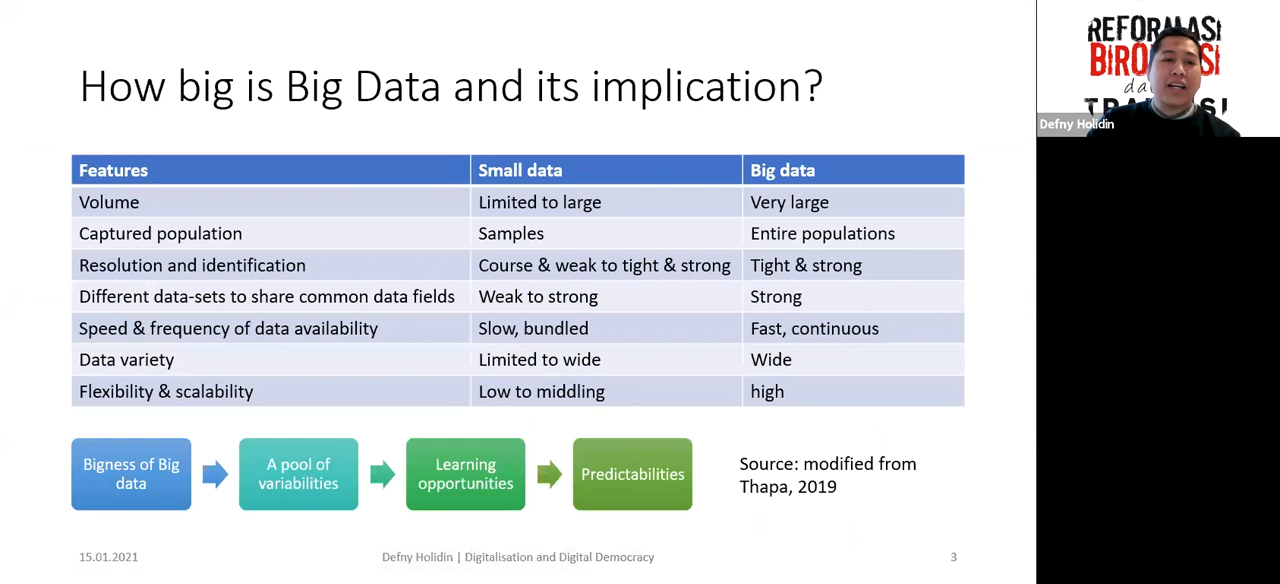 How big is Big Data and its implication?
Features Small data Big data
Volume Limited to large Very large
Captured population Samples Entire populations
Resolution and identification Course & weak to tight & strong Tight & strong
Different data-sets to share common data fields Weak to strong Strong
Speed & frequency of data availability Slow, bundled Fast, continuous
Data variety Limited to wide Wide
Flexibility & scalability Low to middling high
Bigness of Big
data
A pool of
variabilities
Learning
opportunities
Predictabilities
Source: modified from
Thapa, 2019
15.01.2021 Defny Holidin | Digitalisation and Digital Democracy 3
REFORMASI
Defny Holidin